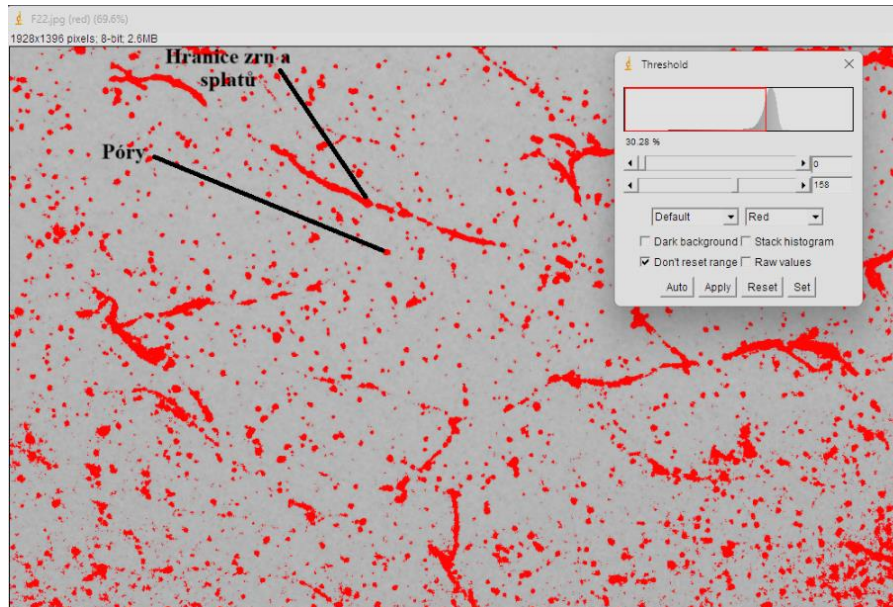 F22.jpg (red) (69.6%)
1928x1396 pixels; 8-bit; 2.6MB
Hranice zrn a
splatů
Póry
Threshold
30.28 %
0
158
Default Red
Dark background Stack histogram
Don't reset range Raw values
Auto Apply Reset Set